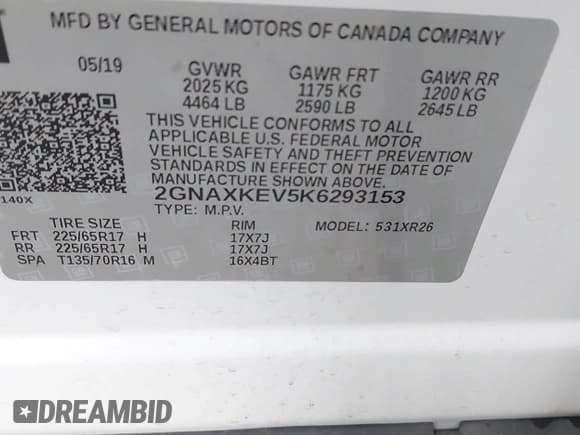 MFD BY GENERAL MOTORS OF CANADA COMPANY
05/19 GVWR GAWR FRT GAWR RR
2025 KG 1175 KG 1200 KG
4464 LB 2590 LB 2645 LB
THIS VEHICLE CONFORMS TO ALL
APPLICABLE U.S. FEDERAL MOTOR
VEHICLE SAFETY AND THEFT PREVENTION
STANDARDS IN EFFECT ON THE DATE OF
MANUFACTURE SHOWN ABOVE.
140X
2GNAXKEV5K6293153
TYPE: M.P.V.
TIRE SIZE RIM MODEL: 531XR26
FRT 225/65R17 H 17X7J
RR 225/65R17 H 17X7J
SPA T135/70R16 M 16X4BT
DREAMBID